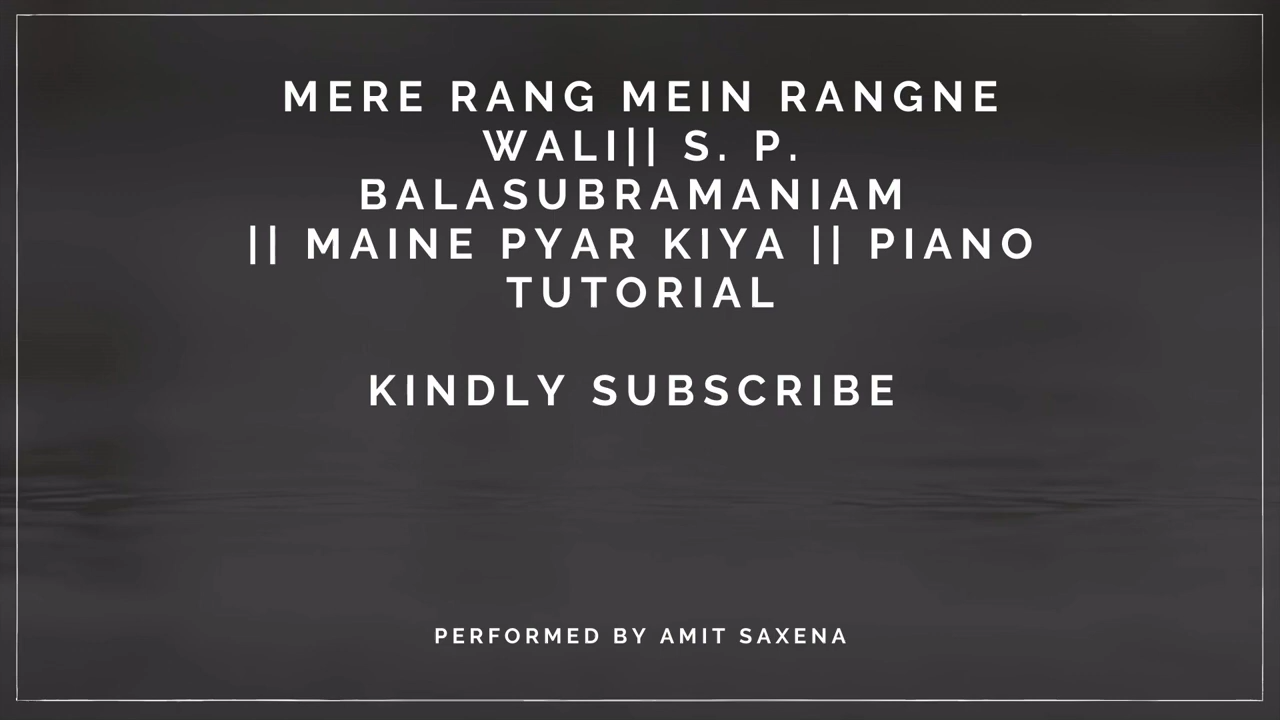 MERE RANG MEIN RANGNE
WALI|| S. P.
BALASUBRAMANIAM
|| MAINE PYAR KIYA || PIANO
TUTORIAL
KINDLY SUBSCRIBE
PERFORMED BY AMIT SAXENA